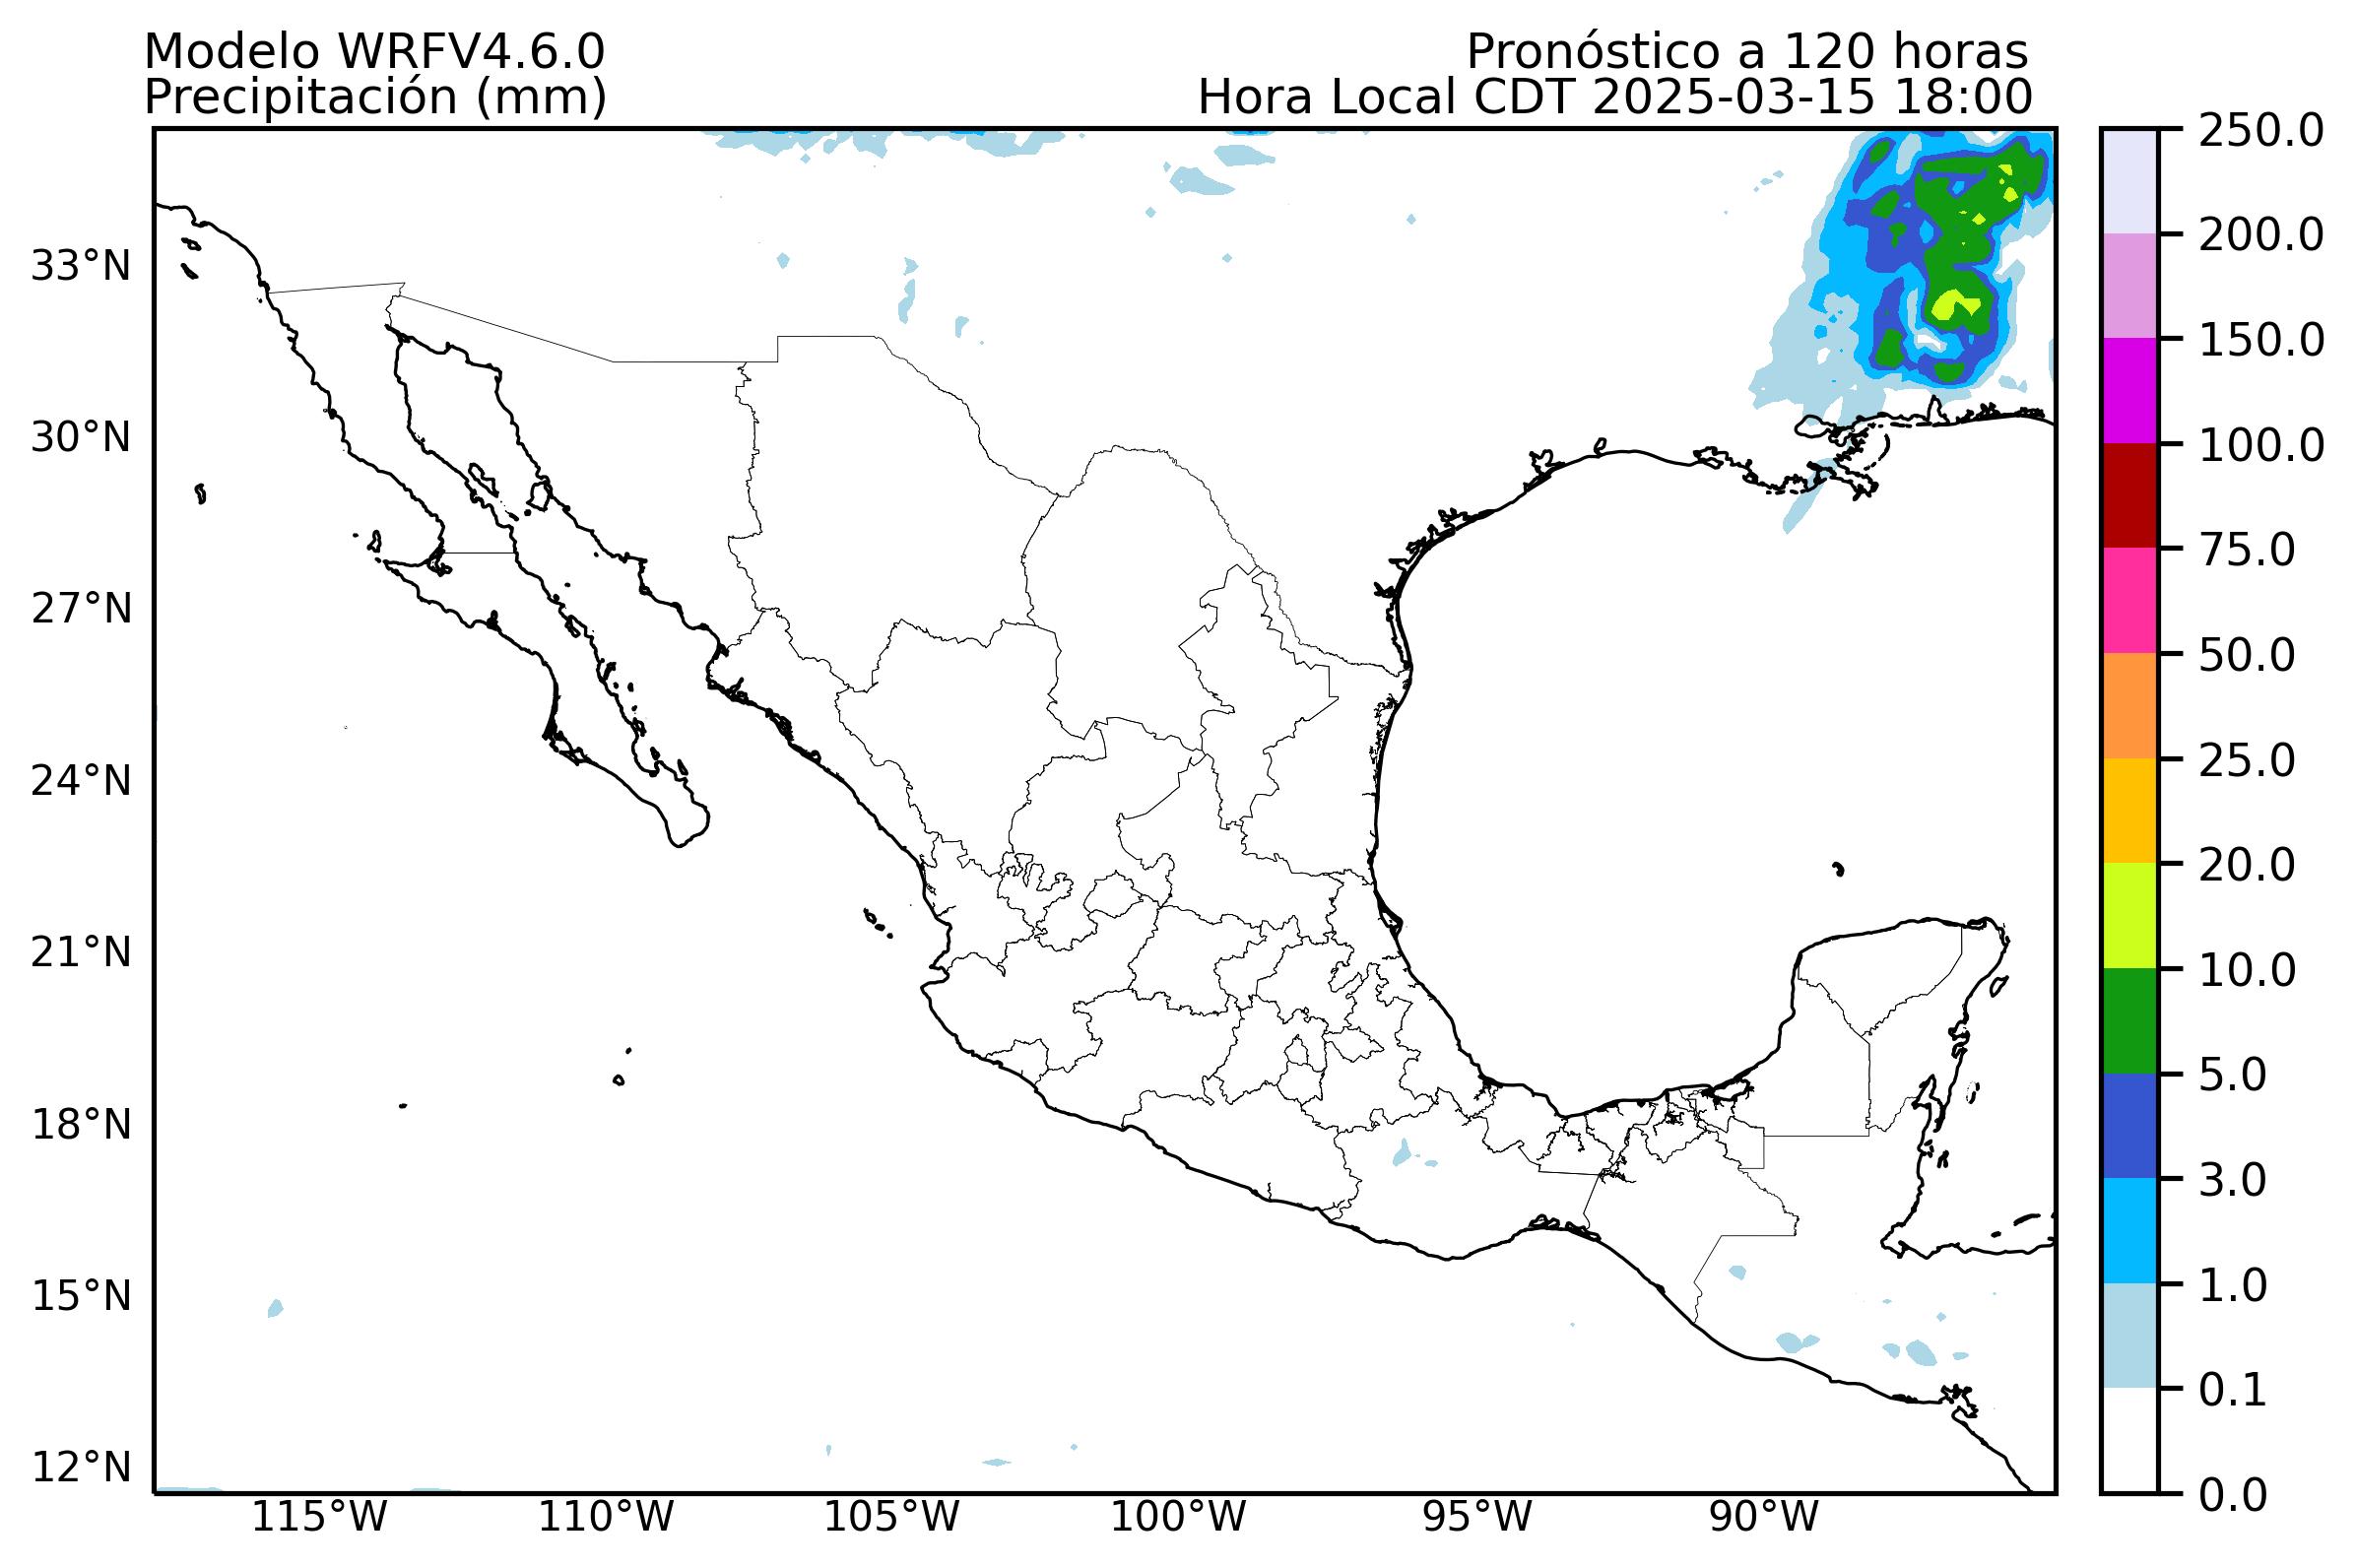 Modelo WRFV4.6.0
Precipitación (mm)
Pronóstico a 120 horas
Hora Local CDT 2025-03-15 18:00
33°N
30°N
27°N
24°N
21°N
18°N
15°N
12°N
115°W
110°W
105°W
100°W
95°W
90°W
250.0
200.0
150.0
100.0
75.0
50.0
25.0
20.0
10.0
5.0
3.0
1.0
0.1
0.0